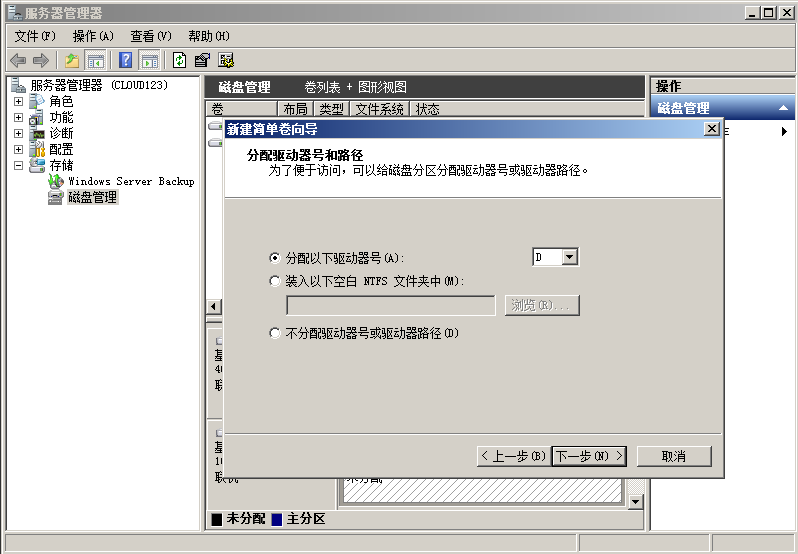 服务器管理器
文件(F) 操作(A) 查看(V) 帮助(H)
服务器管理器 (CLOUD123)
角色
功能
诊断
配置
存储
Windows Server Backup
磁盘管理
磁盘管理 卷列表 + 图形视图
卷 布局 类型 文件系统 状态
操作
磁盘管理
新建简单卷向导
分配驱动器号和路径
为了便于访问，可以给磁盘分区分配驱动器号或驱动器路径。
分配以下驱动器号(A): D
装入以下空白 NTFS 文件夹中(M):
浏览(R)...
不分配驱动器号或驱动器路径(D)
< 上一步(B) 下一步(N) > 取消
未分配 主分区